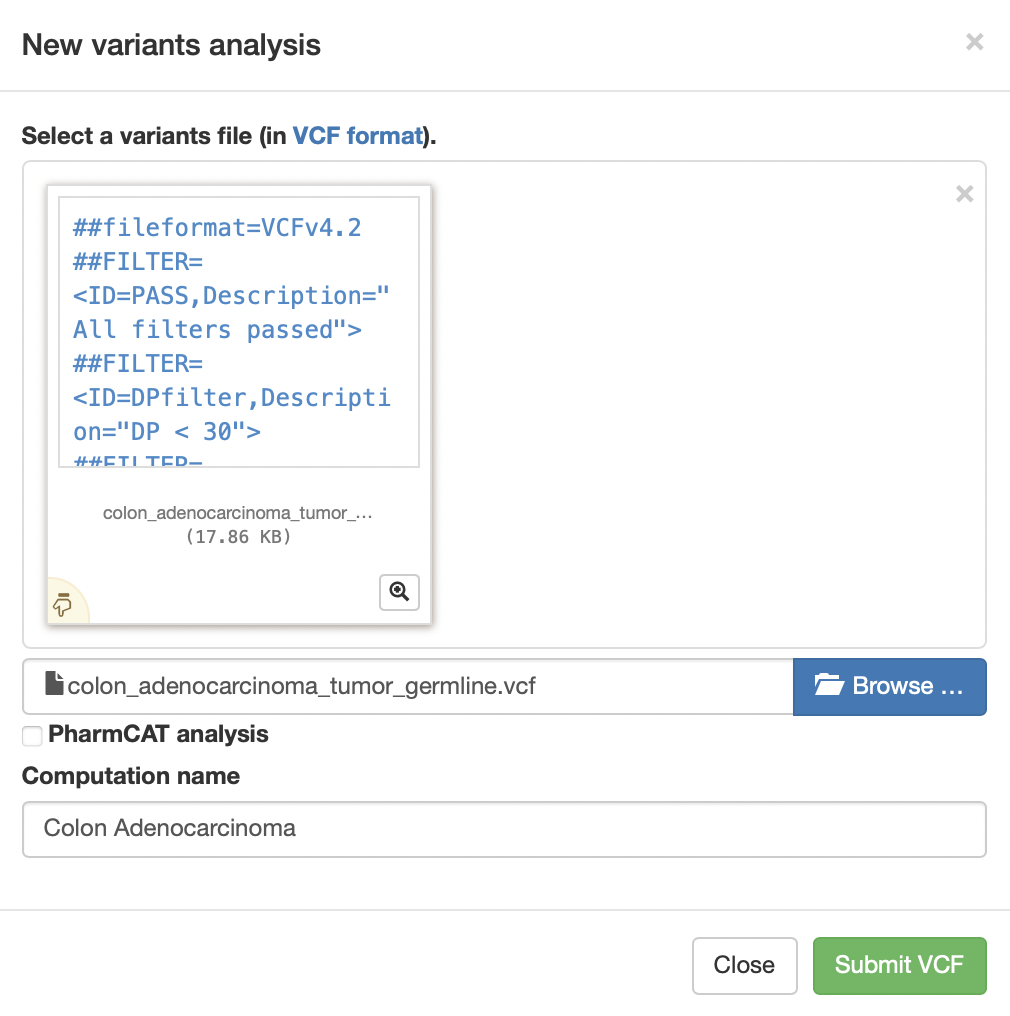 New variants analysis
×
Select a variants file (in VCF format).
×
##fileformat=VCFv4.2
##FILTER=
<ID=PASS,Description="
All filters passed">
##FILTER=
<ID=DPfilter,Descripti
on="DP < 30">
##FILTER=
colon_adenocarcinoma_tumor_...
(17.86 KB)
colon_adenocarcinoma_tumor_germline.vcf
Browse ...
PharmCAT analysis
Computation name
Colon Adenocarcinoma
Close
Submit VCF